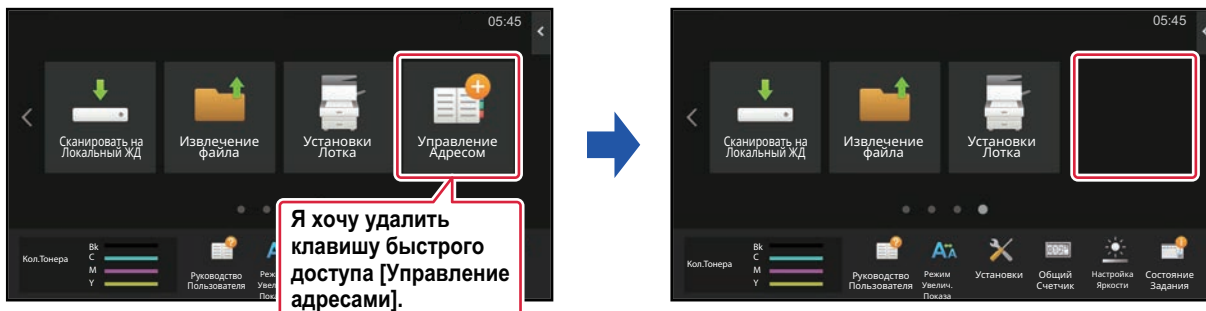 05:45
Сканировать на
Локальный ЖД
Извлечение
файла
Установки
Лотка
Управление
Адресом
Я хочу удалить
клавишу быстрого
доступа [Управление
адресами].
Кол.Тонера
Bk
C
M
Y
Руководство
Пользователя
05:45
Сканировать на
Локальный ЖД
Извлечение
файла
Установки
Лотка
Кол.Тонера
Bk
C
M
Y
Руководство
Пользователя
Режим
Увелич.
Показа
Установки
Общий
Счетчик
Настройка
Яркости
Состояние
Задания